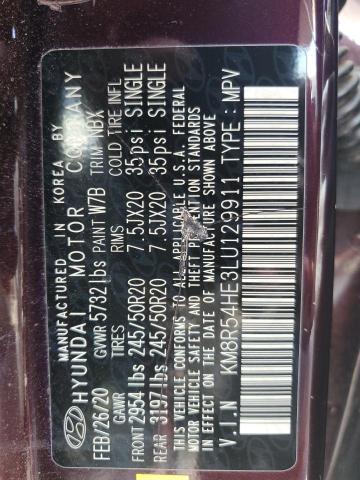 MANUFACTURED IN KOREA BY
HYUNDAI MOTOR COMPANY
FEB/26/20 GVWR 5732 lbs PAINT W7B TRIM NBX
GAWR TIRES RIMS COLD TIRE INFL
FRONT 2954 lbs 245/50R20 7.5JX20 35psi SINGLE
REAR 3197 lbs 245/50R20 7.5JX20 35psi SINGLE
THIS VEHICLE CONFORMS TO ALL APPLICABLE U.S.A. FEDERAL
MOTOR VEHICLE SAFETY AND THEFT PREVENTION STANDARDS
IN EFFECT ON THE DATE OF MANUFACTURE SHOWN ABOVE
V.I.N KM8R54HE3LU129911 TYPE : MPV